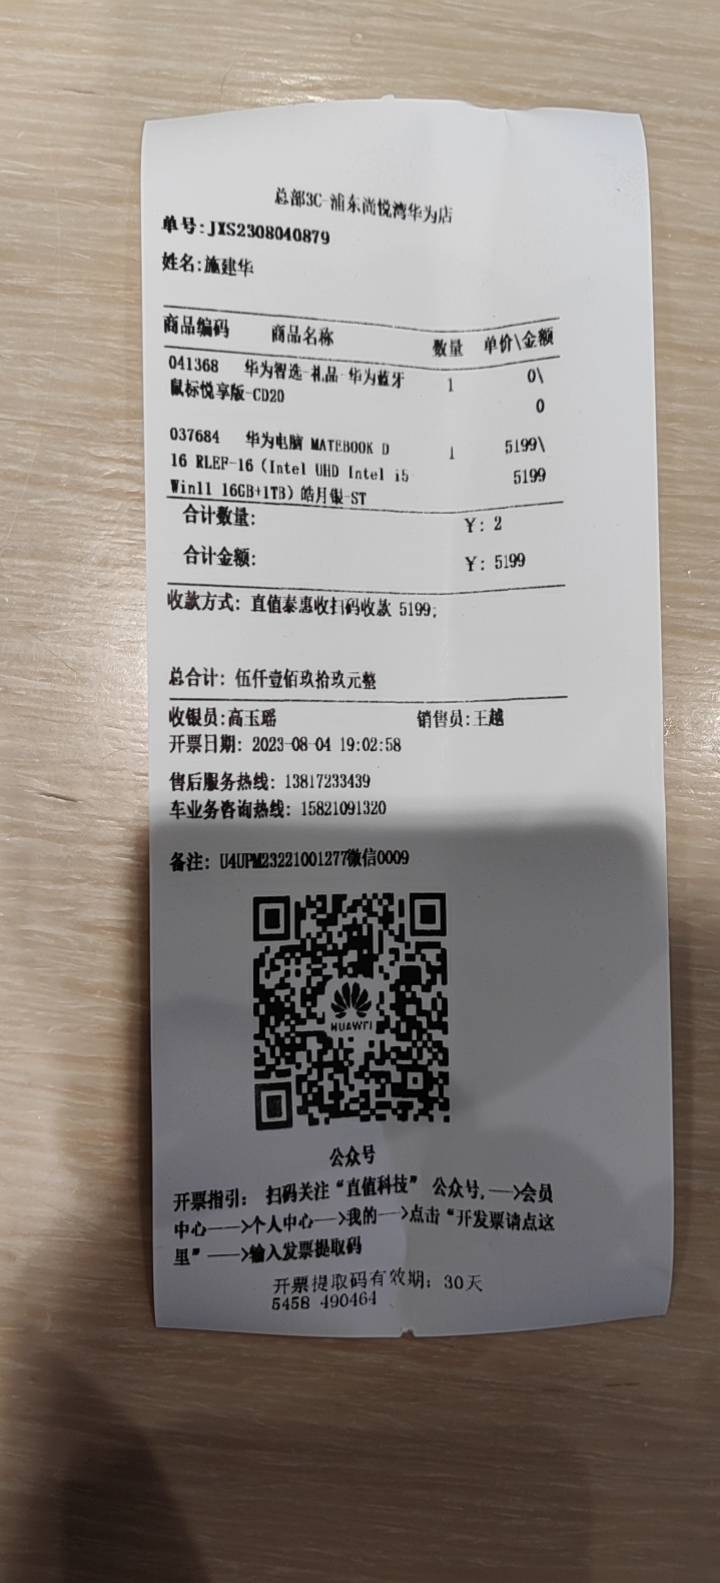 总部3C-浦东尚悦湾华为店
单号:JXS2308040879
姓名:施建华
商品编码 商品名称 数量 单价\金额
041368 华为智选-礼品-华为蓝牙 1 0\
鼠标悦享版-CD20 0
037684 华为电脑 MATEBOOK D 1 5199\
16 RLEF-16（Intel UHD Intel i5 5199
Win11 16GB+1TB）皓月银-ST
合计数量: ￥: 2
合计金额: ￥: 5199
收款方式: 直值泰惠收扫码收款 5199;
总合计: 伍仟壹佰玖拾玖元整
收银员:高玉瑶 销售员:王越
开票日期: 2023-08-04 19:02:58
售后服务热线: 13817233439
车业务咨询热线: 15821091320
备注: U4UPM23221001277微信0009
HUAWEI
公众号
开票指引: 扫码关注“直值科技” 公众号,—>会员
中心——>个人中心—>我的—>点击“开发票请点这
里” ——>输入发票提取码
开票提取码有效期: 30天
5458 490464